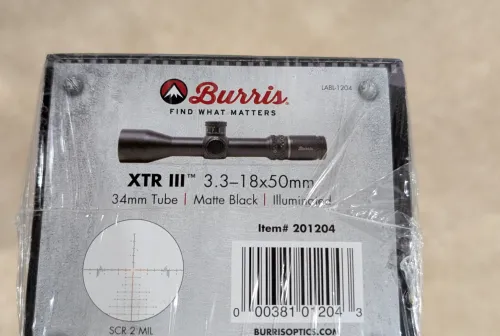 LABL-1204
Burris®
FIND WHAT MATTERS
Burris
XTR III™ 3.3–18x50mm
34mm Tube | Matte Black | Illuminated
Item# 201204
0 00381 01204 3
SCR 2 MIL
BURRISOPTICS.COM